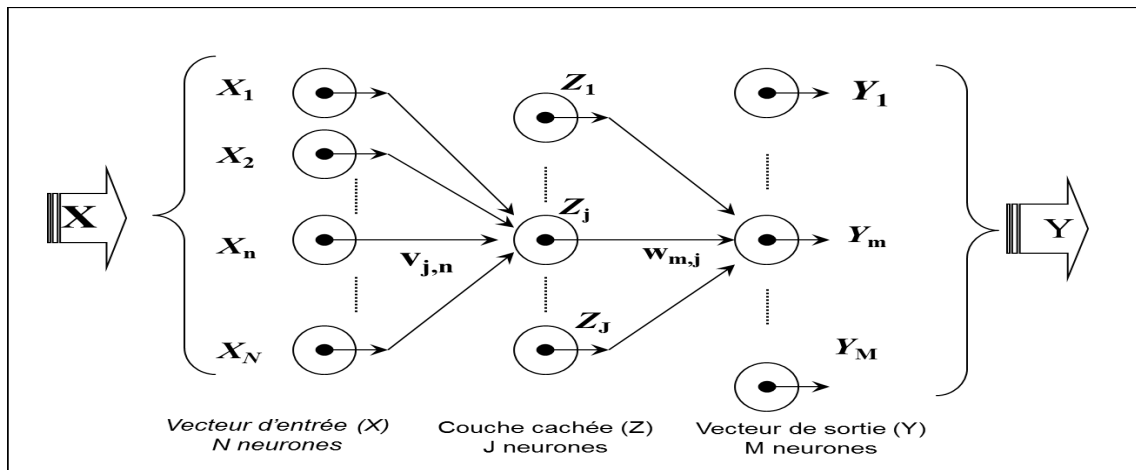 X
X1
X2
Xn
XN
vj,n
Z1
Zj
ZJ
wm,j
Y1
Ym
YM
Y
Vecteur d'entrée (X)
N neurones
Couche cachée (Z)
J neurones
Vecteur de sortie (Y)
M neurones